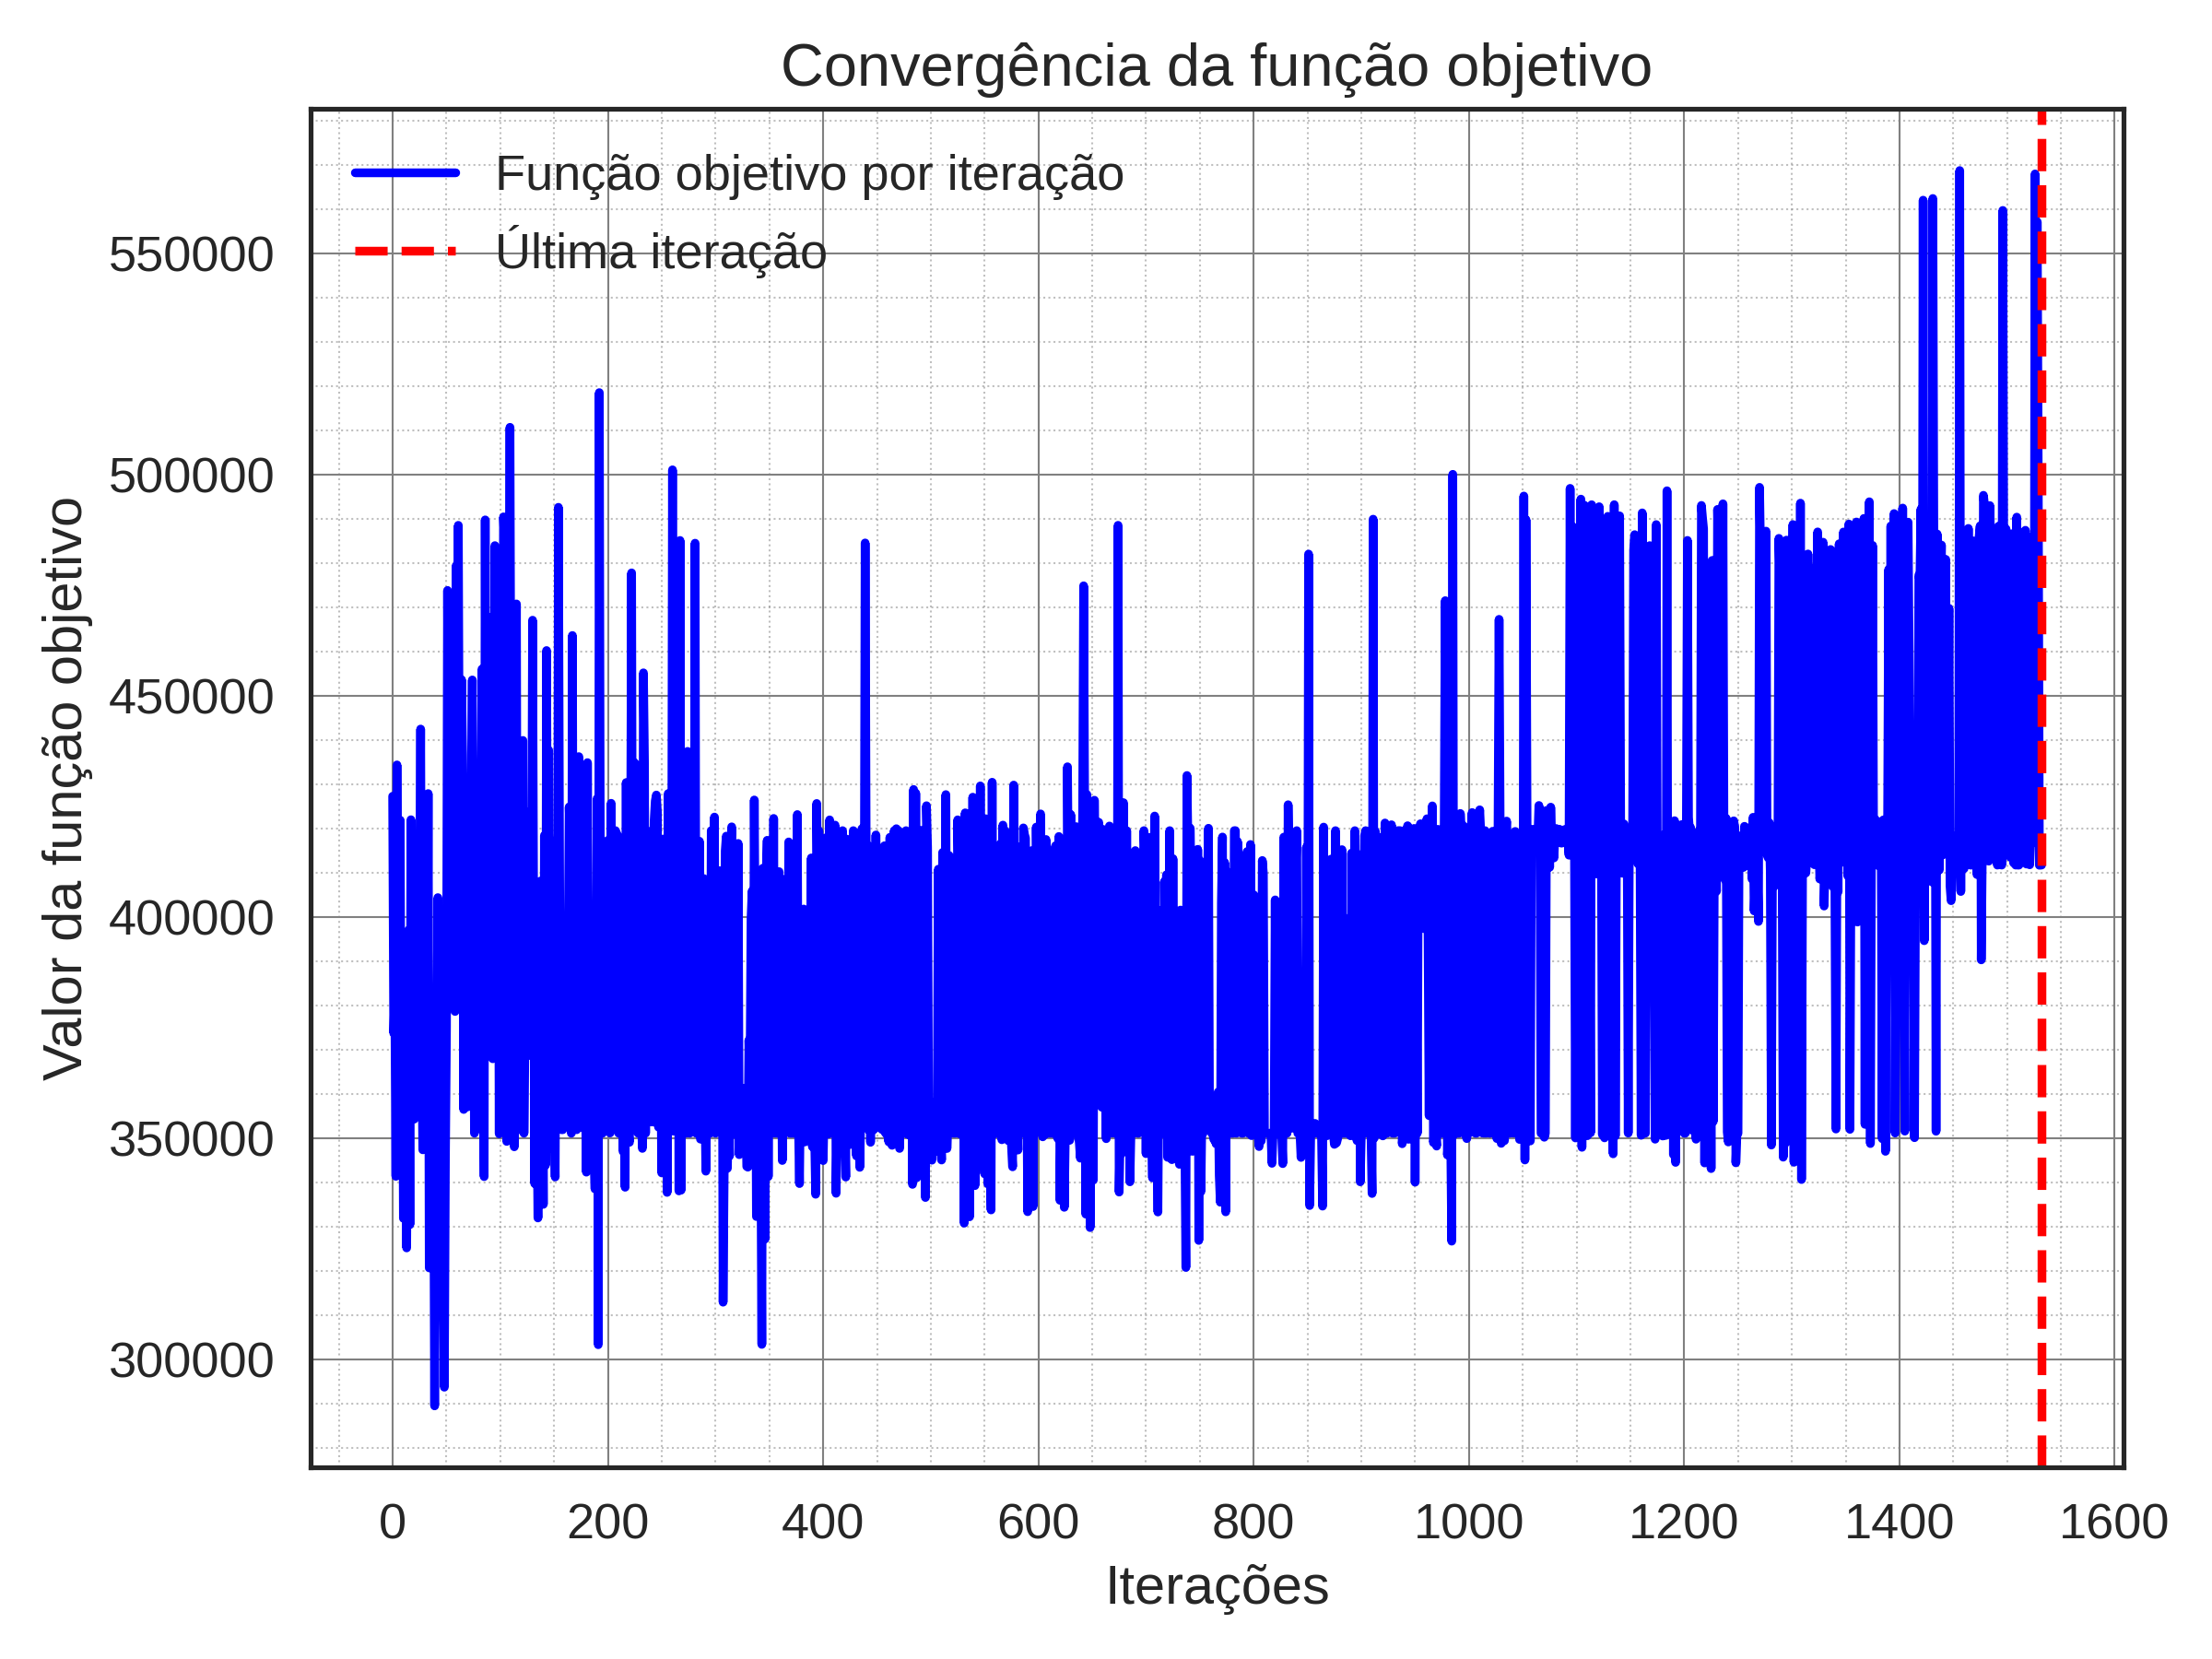 Convergência da função objetivo
Função objetivo por iteração
Última iteração
Valor da função objetivo
550000
500000
450000
400000
350000
300000
0 200 400 600 800 1000 1200 1400 1600
Iterações